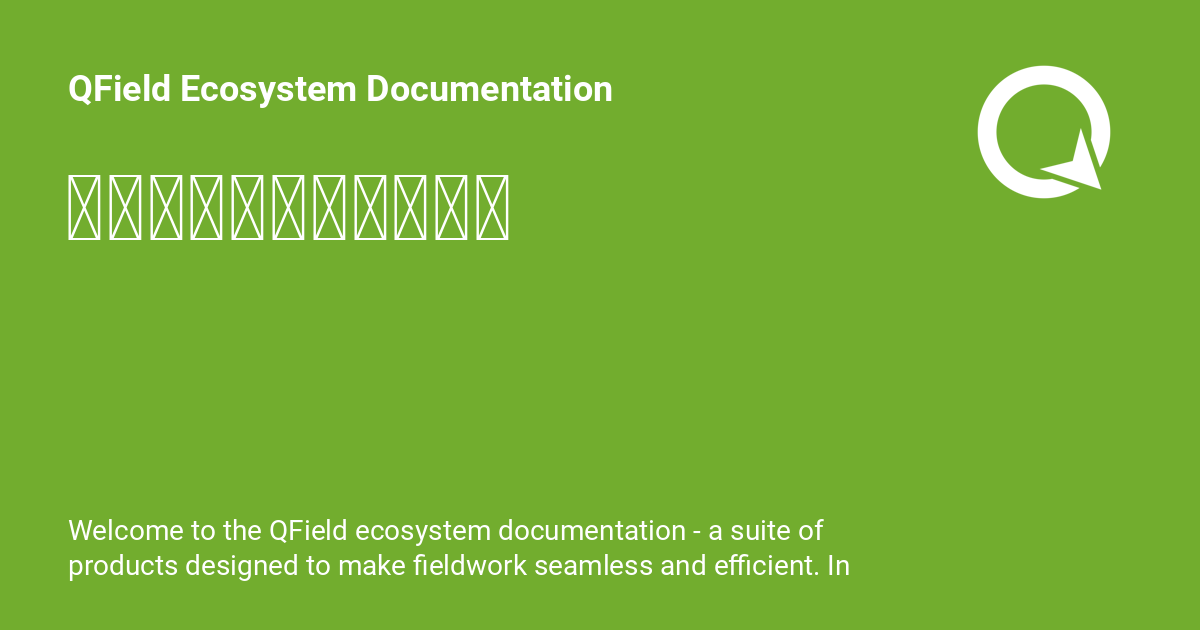 QField Ecosystem Documentation
Welcome to the QField ecosystem documentation - a suite of
products designed to make fieldwork seamless and efficient. In